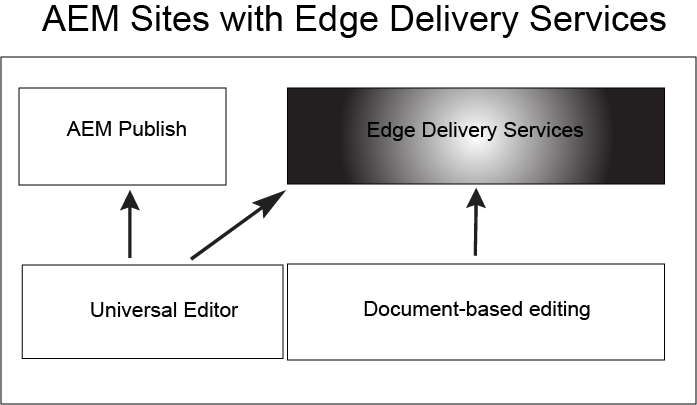 AEM Sites with Edge Delivery Services
AEM Publish
Edge Delivery Services
Universal Editor
Document-based editing